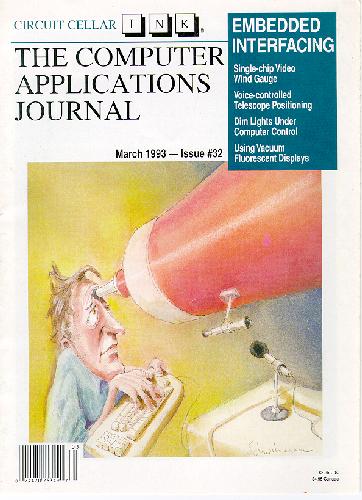 CIRCUIT CELLAR INK®
THE COMPUTER
APPLICATIONS
JOURNAL
March 1993 — Issue #32
EMBEDDED
INTERFACING
Single-chip Video
Wind Gauge
Voice-controlled
Telescope Positioning
Dim Lights Under
Computer Control
Using Vacuum
Fluorescent Displays